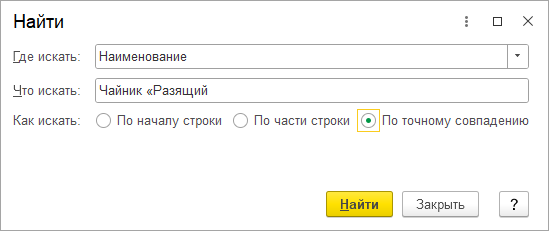 Найти
Где искать: Наименование
Что искать: Чайник «Разящий
Как искать: По началу строки По части строки По точному совпадению
Найти Закрыть ?